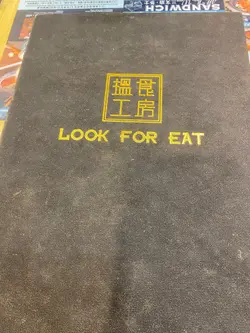 SANDWICH
搵食
工房
LOOK FOR EAT